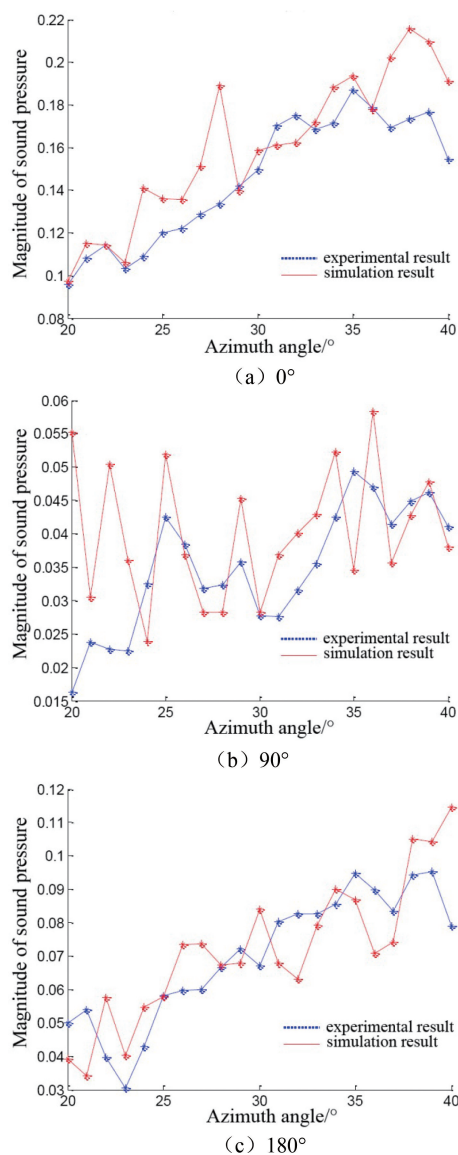 0.22
0.2
0.18
0.16
0.14
0.12
0.1
0.08
Magnitude of sound pressure
experimental result
simulation result
20 25 30 35 40
Azimuth angle/°
（a）0°
0.06
0.055
0.05
0.045
0.04
0.035
0.03
0.025
0.02
0.015
Magnitude of sound pressure
experimental result
simulation result
20 25 30 35 40
Azimuth angle/°
（b）90°
0.12
0.11
0.1
0.09
0.08
0.07
0.06
0.05
0.04
0.03
Magnitude of sound pressure
experimental result
simulation result
20 25 30 35 40
Azimuth angle/°
（c）180°